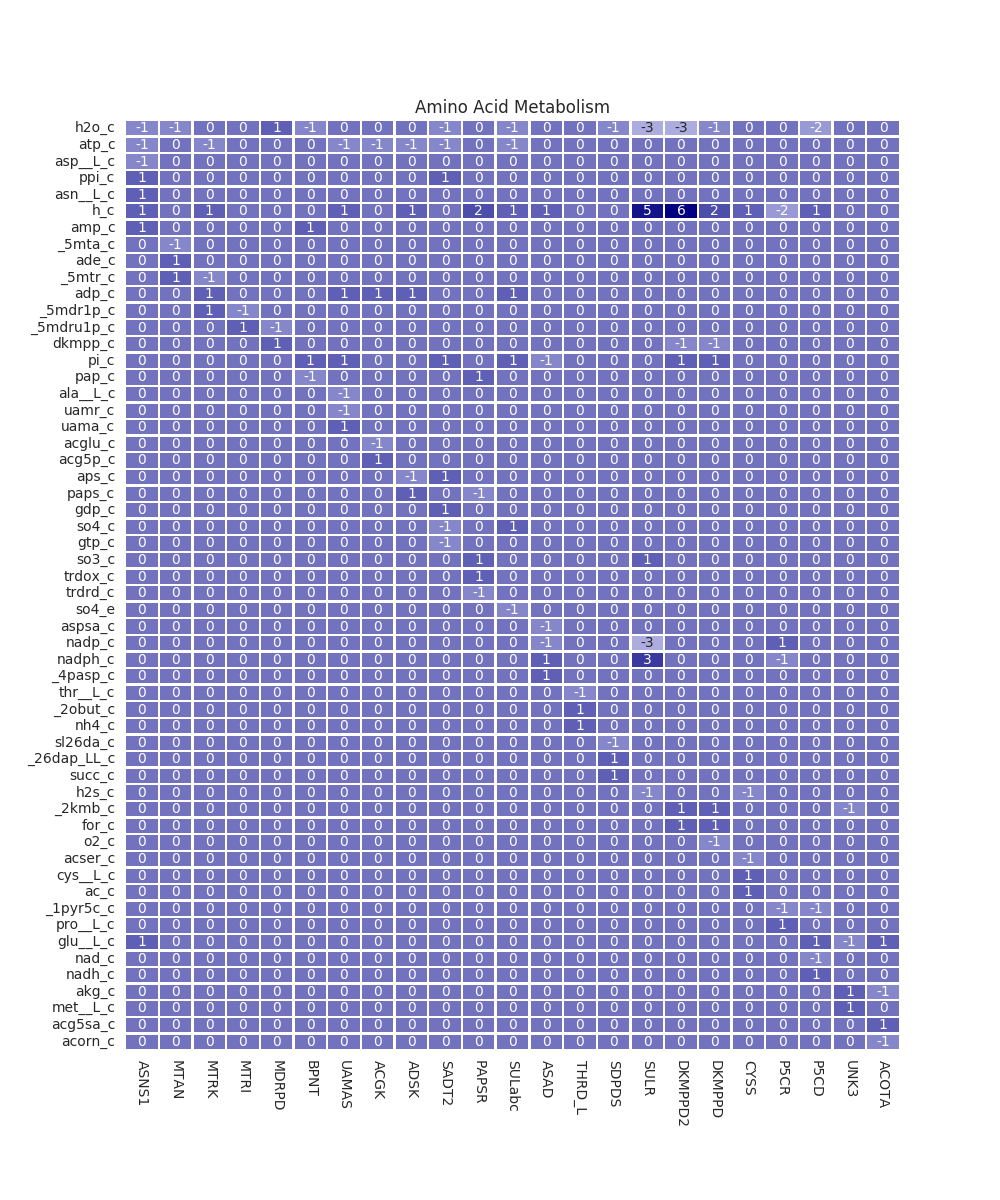 Amino Acid Metabolism
h2o_c -1 -1 0 0 1 -1 0 0 0 -1 0 -1 0 0 -1 -3 -3 -1 0 0 -2 0 0
atp_c -1 0 -1 0 0 0 -1 -1 -1 -1 0 -1 0 0 0 0 0 0 0 0 0 0 0
asp__L_c -1 0 0 0 0 0 0 0 0 0 0 0 0 0 0 0 0 0 0 0 0 0 0
ppi_c 1 0 0 0 0 0 0 0 0 1 0 0 0 0 0 0 0 0 0 0 0 0 0
asn__L_c 1 0 0 0 0 0 0 0 0 0 0 0 0 0 0 0 0 0 0 0 0 0 0
h_c 1 0 1 0 0 0 1 0 1 0 2 1 1 0 0 5 6 2 1 -2 1 0 0
amp_c 1 0 0 0 0 1 0 0 0 0 0 0 0 0 0 0 0 0 0 0 0 0 0
_5mta_c 0 -1 0 0 0 0 0 0 0 0 0 0 0 0 0 0 0 0 0 0 0 0 0
ade_c 0 1 0 0 0 0 0 0 0 0 0 0 0 0 0 0 0 0 0 0 0 0 0
_5mtr_c 0 1 -1 0 0 0 0 0 0 0 0 0 0 0 0 0 0 0 0 0 0 0 0
adp_c 0 0 1 0 0 0 1 1 1 0 0 1 0 0 0 0 0 0 0 0 0 0 0
_5mdr1p_c 0 0 1 -1 0 0 0 0 0 0 0 0 0 0 0 0 0 0 0 0 0 0 0
_5mdru1p_c 0 0 0 1 -1 0 0 0 0 0 0 0 0 0 0 0 0 0 0 0 0 0 0
dkmpp_c 0 0 0 0 1 0 0 0 0 0 0 0 0 0 0 0 -1 -1 0 0 0 0 0
pi_c 0 0 0 0 0 1 1 0 0 1 0 1 -1 0 0 0 1 1 0 0 0 0 0
pap_c 0 0 0 0 0 -1 0 0 0 0 1 0 0 0 0 0 0 0 0 0 0 0 0
ala__L_c 0 0 0 0 0 0 -1 0 0 0 0 0 0 0 0 0 0 0 0 0 0 0 0
uamr_c 0 0 0 0 0 0 -1 0 0 0 0 0 0 0 0 0 0 0 0 0 0 0 0
uama_c 0 0 0 0 0 0 1 0 0 0 0 0 0 0 0 0 0 0 0 0 0 0 0
acglu_c 0 0 0 0 0 0 0 -1 0 0 0 0 0 0 0 0 0 0 0 0 0 0 0
acg5p_c 0 0 0 0 0 0 0 1 0 0 0 0 0 0 0 0 0 0 0 0 0 0 0
aps_c 0 0 0 0 0 0 0 0 -1 1 0 0 0 0 0 0 0 0 0 0 0 0 0
paps_c 0 0 0 0 0 0 0 0 1 0 -1 0 0 0 0 0 0 0 0 0 0 0 0
gdp_c 0 0 0 0 0 0 0 0 0 1 0 0 0 0 0 0 0 0 0 0 0 0 0
so4_c 0 0 0 0 0 0 0 0 0 -1 0 1 0 0 0 0 0 0 0 0 0 0 0
gtp_c 0 0 0 0 0 0 0 0 0 -1 0 0 0 0 0 0 0 0 0 0 0 0 0
so3_c 0 0 0 0 0 0 0 0 0 0 1 0 0 0 0 1 0 0 0 0 0 0 0
trdox_c 0 0 0 0 0 0 0 0 0 0 1 0 0 0 0 0 0 0 0 0 0 0 0
trdrd_c 0 0 0 0 0 0 0 0 0 0 -1 0 0 0 0 0 0 0 0 0 0 0 0
so4_e 0 0 0 0 0 0 0 0 0 0 0 -1 0 0 0 0 0 0 0 0 0 0 0
aspsa_c 0 0 0 0 0 0 0 0 0 0 0 0 -1 0 0 0 0 0 0 0 0 0 0
nadp_c 0 0 0 0 0 0 0 0 0 0 0 0 -1 0 0 -3 0 0 0 1 0 0 0
nadph_c 0 0 0 0 0 0 0 0 0 0 0 0 1 0 0 3 0 0 0 -1 0 0 0
_4pasp_c 0 0 0 0 0 0 0 0 0 0 0 0 1 0 0 0 0 0 0 0 0 0 0
thr__L_c 0 0 0 0 0 0 0 0 0 0 0 0 0 -1 0 0 0 0 0 0 0 0 0
_2obut_c 0 0 0 0 0 0 0 0 0 0 0 0 0 1 0 0 0 0 0 0 0 0 0
nh4_c 0 0 0 0 0 0 0 0 0 0 0 0 0 1 0 0 0 0 0 0 0 0 0
sl26da_c 0 0 0 0 0 0 0 0 0 0 0 0 0 0 -1 0 0 0 0 0 0 0 0
_26dap_LL_c 0 0 0 0 0 0 0 0 0 0 0 0 0 0 1 0 0 0 0 0 0 0 0
succ_c 0 0 0 0 0 0 0 0 0 0 0 0 0 0 1 0 0 0 0 0 0 0 0
h2s_c 0 0 0 0 0 0 0 0 0 0 0 0 0 0 0 -1 0 0 -1 0 0 0 0
_2kmb_c 0 0 0 0 0 0 0 0 0 0 0 0 0 0 0 0 1 1 0 0 0 -1 0
for_c 0 0 0 0 0 0 0 0 0 0 0 0 0 0 0 0 1 1 0 0 0 0 0
o2_c 0 0 0 0 0 0 0 0 0 0 0 0 0 0 0 0 0 -1 0 0 0 0 0
acser_c 0 0 0 0 0 0 0 0 0 0 0 0 0 0 0 0 0 0 -1 0 0 0 0
cys__L_c 0 0 0 0 0 0 0 0 0 0 0 0 0 0 0 0 0 0 1 0 0 0 0
ac_c 0 0 0 0 0 0 0 0 0 0 0 0 0 0 0 0 0 0 1 0 0 0 0
_1pyr5c_c 0 0 0 0 0 0 0 0 0 0 0 0 0 0 0 0 0 0 0 -1 -1 0 0
pro__L_c 0 0 0 0 0 0 0 0 0 0 0 0 0 0 0 0 0 0 0 1 0 0 0
glu__L_c 1 0 0 0 0 0 0 0 0 0 0 0 0 0 0 0 0 0 0 0 1 -1 1
nad_c 0 0 0 0 0 0 0 0 0 0 0 0 0 0 0 0 0 0 0 0 -1 0 0
nadh_c 0 0 0 0 0 0 0 0 0 0 0 0 0 0 0 0 0 0 0 0 1 0 0
akg_c 0 0 0 0 0 0 0 0 0 0 0 0 0 0 0 0 0 0 0 0 0 1 -1
met__L_c 0 0 0 0 0 0 0 0 0 0 0 0 0 0 0 0 0 0 0 0 0 1 0
acg5sa_c 0 0 0 0 0 0 0 0 0 0 0 0 0 0 0 0 0 0 0 0 0 0 1
acorn_c 0 0 0 0 0 0 0 0 0 0 0 0 0 0 0 0 0 0 0 0 0 0 -1
ASNS1 MTAN MTRK MTRI MDRPD BPNT UAMAS ACGK ADSK SADT2 PAPSR SULabc ASAD THRD_L SDPDS SULR DKMPPD2 DKMPPD CYSS P5CR P5CD UNK3 ACOTA